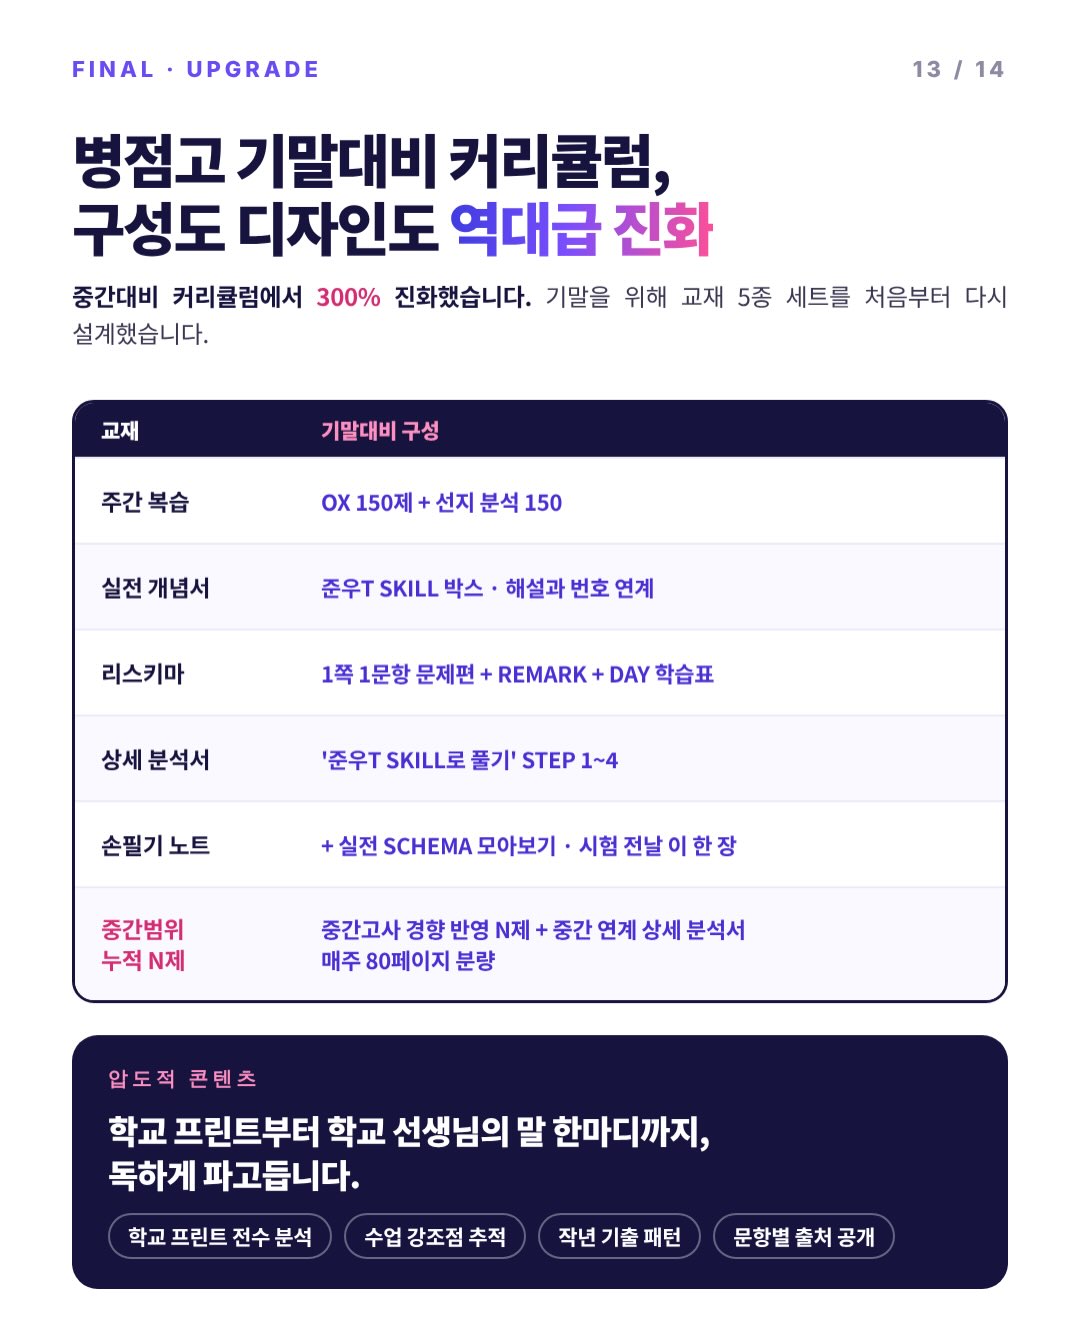 FINAL · UPGRADE
13 / 14
병점고 기말대비 커리큘럼,
구성도 디자인도 역대급 진화
중간대비 커리큘럼에서 300% 진화했습니다. 기말을 위해 교재 5종 세트를 처음부터 다시
설계했습니다.
교재 기말대비 구성
주간 복습 OX 150제 + 선지 분석 150
실전 개념서 준우T SKILL 박스 · 해설과 번호 연계
리스키마 1쪽 1문항 문제편 + REMARK + DAY 학습표
상세 분석서 '준우T SKILL로 풀기' STEP 1~4
손필기 노트 + 실전 SCHEMA 모아보기 · 시험 전날 이 한 장
중간범위
누적 N제
중간고사 경향 반영 N제 + 중간 연계 상세 분석서
매주 80페이지 분량
압도적 콘텐츠
학교 프린트부터 학교 선생님의 말 한마디까지,
독하게 파고듭니다.
학교 프린트 전수 분석 수업 강조점 추적 작년 기출 패턴 문항별 출처 공개